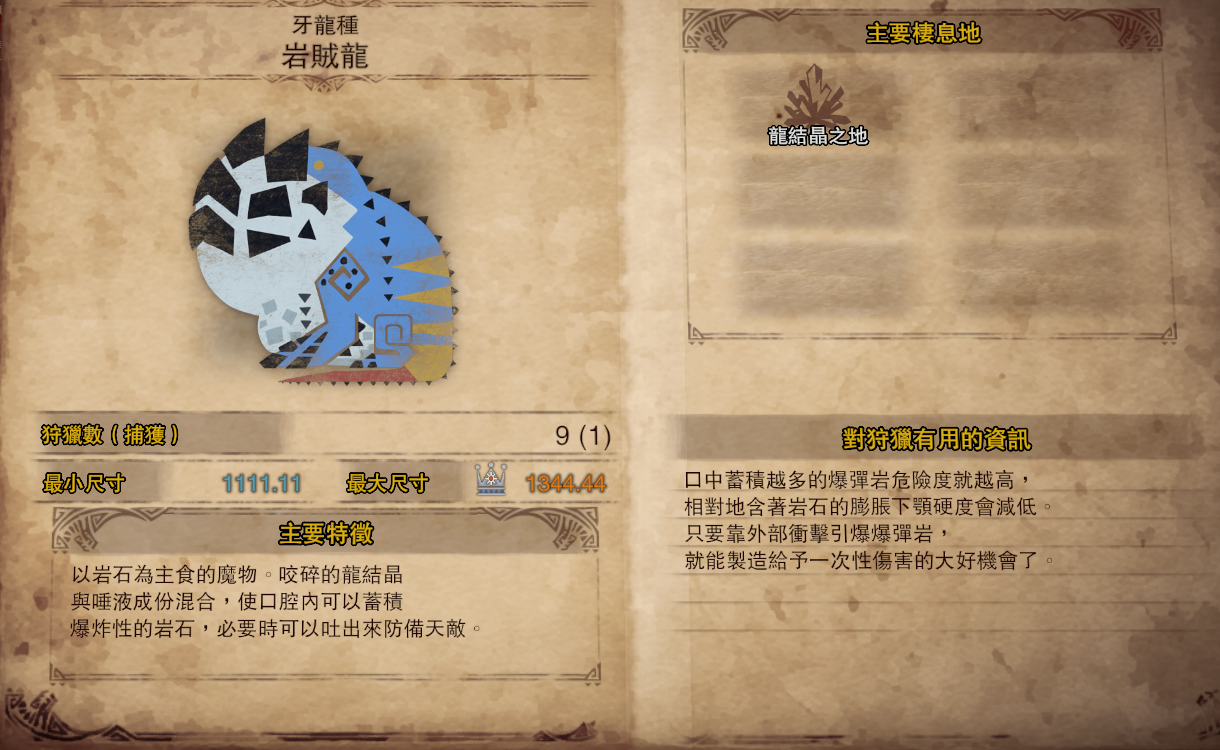 牙龍種
岩賊龍
狩獵數（捕獲）
9 (1)
最小尺寸
1111.11
最大尺寸
1344.44
主要特徵
以岩石為主食的魔物。咬碎的龍結晶
與唾液成份混合，使口腔內可以蓄積
爆炸性的岩石，必要時可以吐出來防備天敵。
主要棲息地
龍結晶之地
對狩獵有用的資訊
口中蓄積越多的爆彈岩危險度就越高，
相對地含著岩石的膨脹下顎硬度會減低。
只要靠外部衝擊引爆爆彈岩，
就能製造給予一次性傷害的大好機會了。